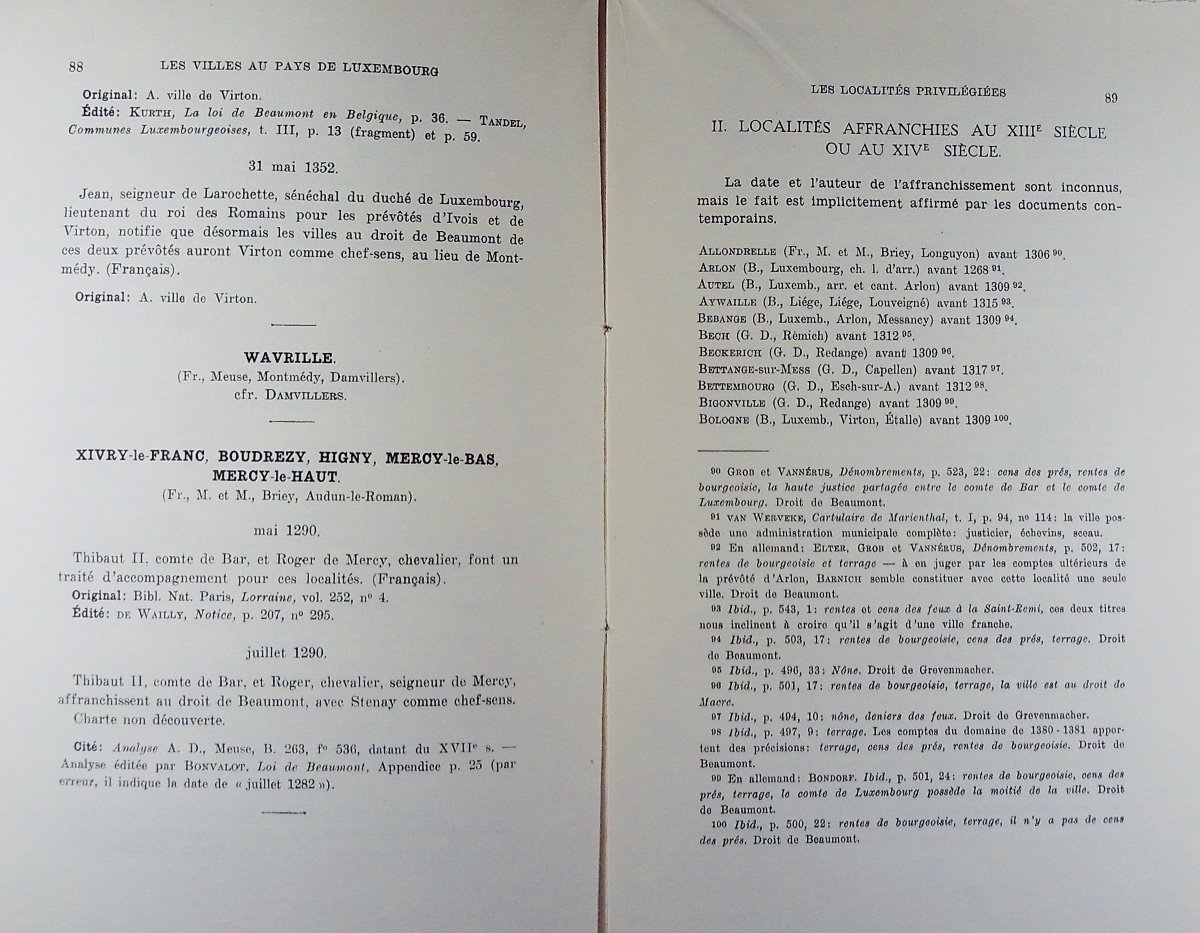 88 LES VILLES AU PAYS DE LUXEMBOURG
Original: A. ville de Virton.
Édité: KURTH, La loi de Beaumont en Belgique, p. 36. — TANDEL,
Communes Luxembourgeoises, t. III, p. 13 (fragment) et p. 59.
31 mai 1352.
Jean, seigneur de Larochette, sénéchal du duché de Luxembourg,
lieutenant du roi des Romains pour les prévôtés d'Ivois et de
Virton, notifie que désormais les villes au droit de Beaumont de
ces deux prévôtés auront Virton comme chef-sens, au lieu de Mont-
médy. (Français).
Original: A. ville de Virton.
WAVRILLE.
(Fr., Meuse, Montmédy, Damvillers).
cfr. DAMVILLERS.
XIVRY-le-FRANC, BOUDREZY, HIGNY, MERCY-le-BAS,
MERCY-le-HAUT.
(Fr., M. et M., Briey, Audun-le-Roman).
mai 1290.
Thibaut II, comte de Bar, et Roger de Mercy, chevalier, font un
traité d'accompagnement pour ces localités. (Français).
Original: Bibl. Nat. Paris, Lorraine, vol. 252, nº 4.
Édité: DE WAILLY, Notice, p. 207, nº 295.
juillet 1290.
Thibaut II, comte de Bar, et Roger, chevalier, seigneur de Mercy,
affranchissent au droit de Beaumont, avec Stenay comme chef-sens.
Charte non découverte.
Cité: Analyse A. D., Meuse, B. 263, fº 536, datant du XVIIe s. —
Analyse éditée par BONVALOT, Loi de Beaumont, Appendice p. 25 (par
erreur, il indique la date de « juillet 1282 »).
LES LOCALITÉS PRIVILÉGIÉES 89
II. LOCALITÉS AFFRANCHIES AU XIIIE SIÈCLE
OU AU XIVE SIÈCLE.
La date et l'auteur de l'affranchissement sont inconnus,
mais le fait est implicitement affirmé par les documents con-
temporains.
ALLONDRELLE (Fr., M. et M., Briey, Longuyon) avant 1306 90.
ARLON (B., Luxembourg, ch. l. d'arr.) avant 1268 91.
AUTEL (B., Luxemb., arr. et cant. Arlon) avant 1309 92.
AYWAILLE (B., Liége, Liége, Louveigné) avant 1315 93.
BEBANGE (B., Luxemb., Arlon, Messancy) avant 1309 94.
BECH (G. D., Remich) avant 1312 95.
BECKERICH (G. D., Redange) avant 1309 96.
BETTANGE-sur-MESS (G. D., Capellen) avant 1317 97.
BETTEMBOURG (G. D., Esch-sur-A.) avant 1312 98.
BIGONVILLE (G. D., Redange) avant 1309 99.
BOLOGNE (B., Luxemb., Virton, Étalle) avant 1309 100.
90 GROB et VANNÉRUS, Dénombrements, p. 523, 22: cens des prés, rentes de
bourgeoisie, la haute justice partagée entre le comte de Bar et le comte de
Luxembourg. Droit de Beaumont.
91 VAN WERVEKE, Cartulaire de Marienthal, t. I, p. 94, nº 114: la ville pos-
sède une administration municipale complète: justicier, échevins, sceau.
92 En allemand: ELTER, GROB et VANNÉRUS, Dénombrements, p. 502, 17:
rentes de bourgeoisie et terrage — à en juger par les comptes ultérieurs de
la prévôté d'Arlon, BARNICH semble constituer avec cette localité une seule
ville. Droit de Beaumont.
93 Ibid., p. 543, 1: rentes et cens des feux à la Saint-Remi, ces deux titres
nous inclinent à croire qu'il s'agit d'une ville franche.
94 Ibid., p. 503, 17: rentes de bourgeoisie, cens des prés, terrage. Droit
de Beaumont.
95 Ibid., p. 496, 33: Nône. Droit de Grevenmacher.
96 Ibid., p. 501, 17: rentes de bourgeoisie, terrage, la ville est au droit de
Macre.
97 Ibid., p. 494, 10: nône, deniers des feux. Droit de Grevenmacher.
98 Ibid., p. 497, 9: terrage. Les comptes du domaine de 1380-1381 appor-
tent des précisions: terrage, cens des prés, rentes de bourgeoisie. Droit de
Beaumont.
99 En allemand: BONDORF. Ibid., p. 501, 24: rentes de bourgeoisie, cens des
prés, terrage, le comte de Luxembourg possède la moitié de la ville. Droit
de Beaumont.
100 Ibid., p. 500, 22: rentes de bourgeoisie, terrage, il n'y a pas de cens
des prés. Droit de Beaumont.